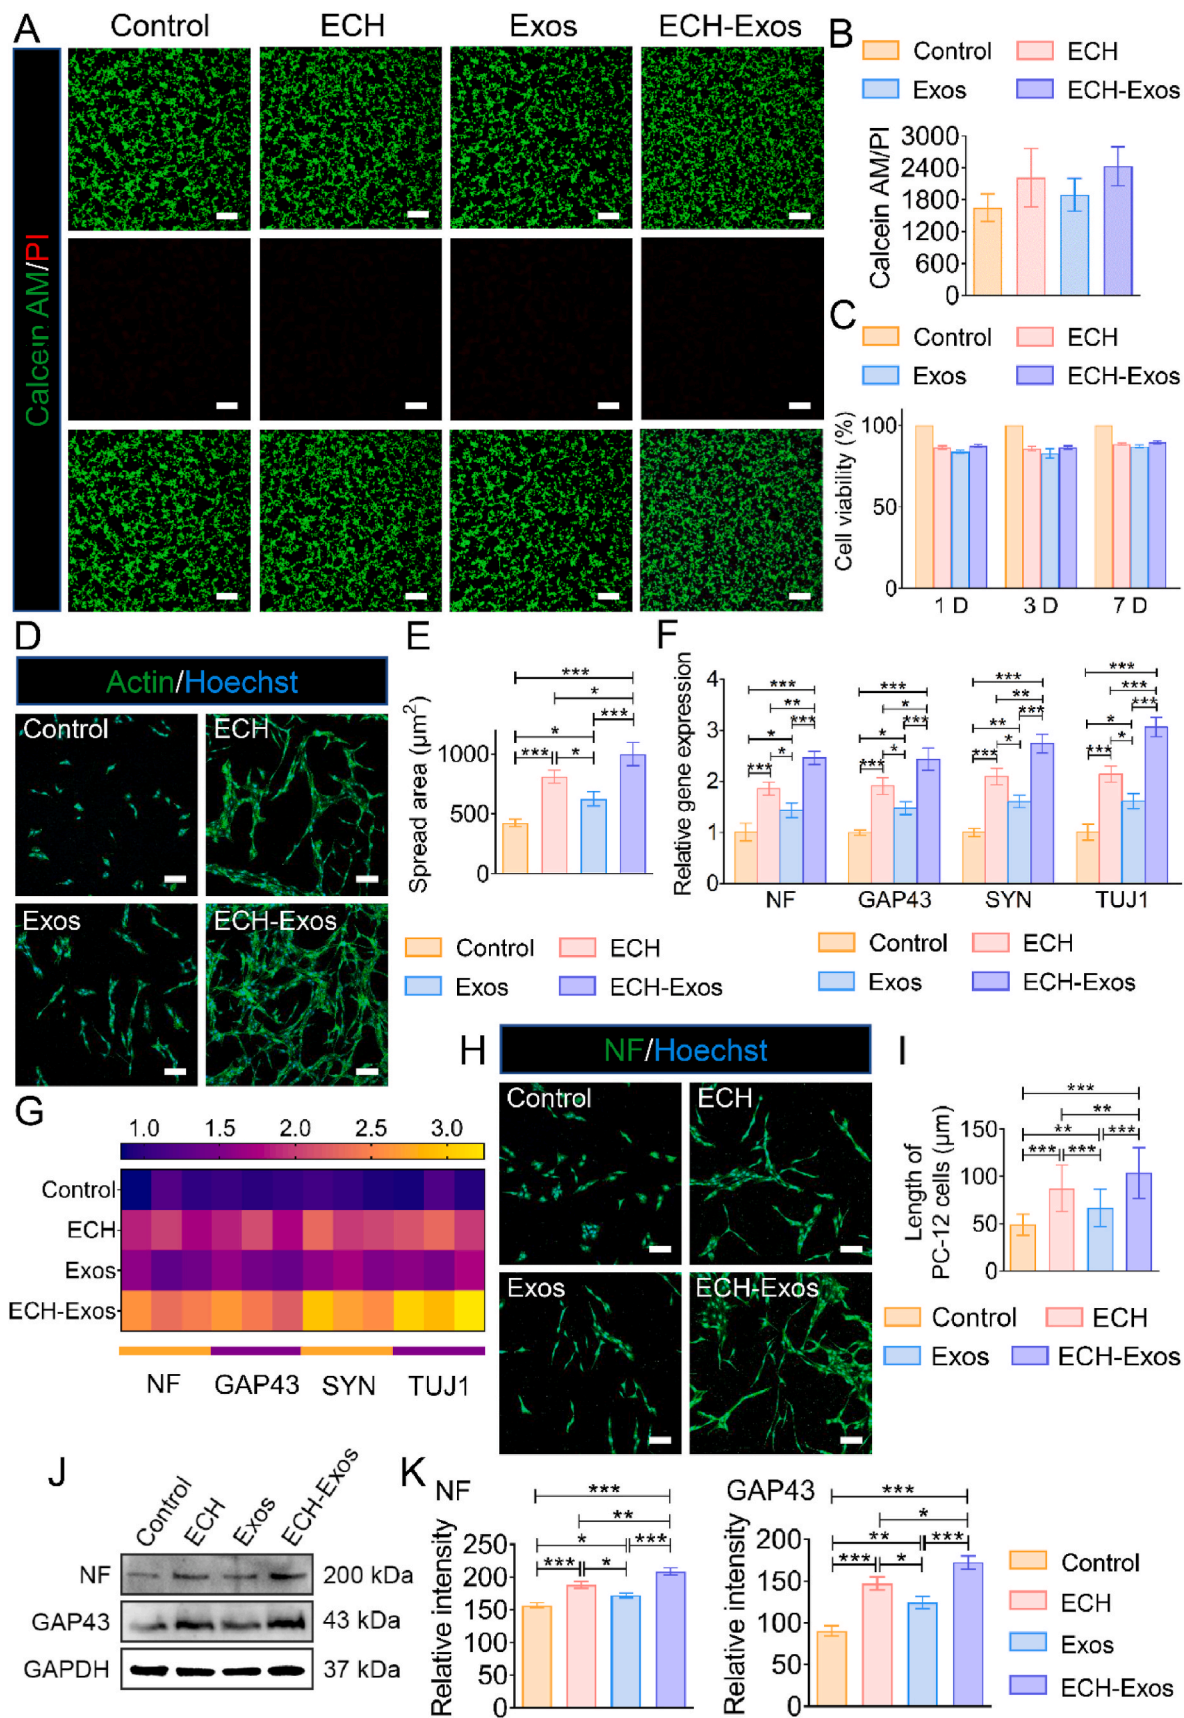 A
Control
ECH
Exos
ECH-Exos
Calcein AM/PI
B
Control
ECH
Exos
ECH-Exos
Calcein AM/PI
3000
2400
1800
1200
600
0
C
Control
ECH
Exos
ECH-Exos
Cell viability (%)
100
50
0
1 D
3 D
7 D
D
Actin/Hoechst
Control
ECH
Exos
ECH-Exos
E
Spread area (µm²)
1000
500
0
***
*
***
*
***
*
Control
ECH
Exos
ECH-Exos
F
Relative gene expression
4
3
2
1
0
***
**
***
*
*
***
***
*
***
*
*
***
***
**
***
**
*
***
***
***
***
*
*
***
NF
GAP43
SYN
TUJ1
Control
ECH
Exos
ECH-Exos
G
1.0
1.5
2.0
2.5
3.0
Control
ECH
Exos
ECH-Exos
NF
GAP43
SYN
TUJ1
H
NF/Hoechst
Control
ECH
Exos
ECH-Exos
I
Length of
PC-12 cells (µm)
150
100
50
0
***
**
**
***
***
***
Control
ECH
Exos
ECH-Exos
J
Control
ECH
Exos
ECH-Exos
NF
200 kDa
GAP43
43 kDa
GAPDH
37 kDa
K
NF
Relative intensity
250
200
150
100
50
0
***
**
*
***
***
*
GAP43
Relative intensity
200
150
100
50
0
***
*
**
***
***
*
Control
ECH
Exos
ECH-Exos